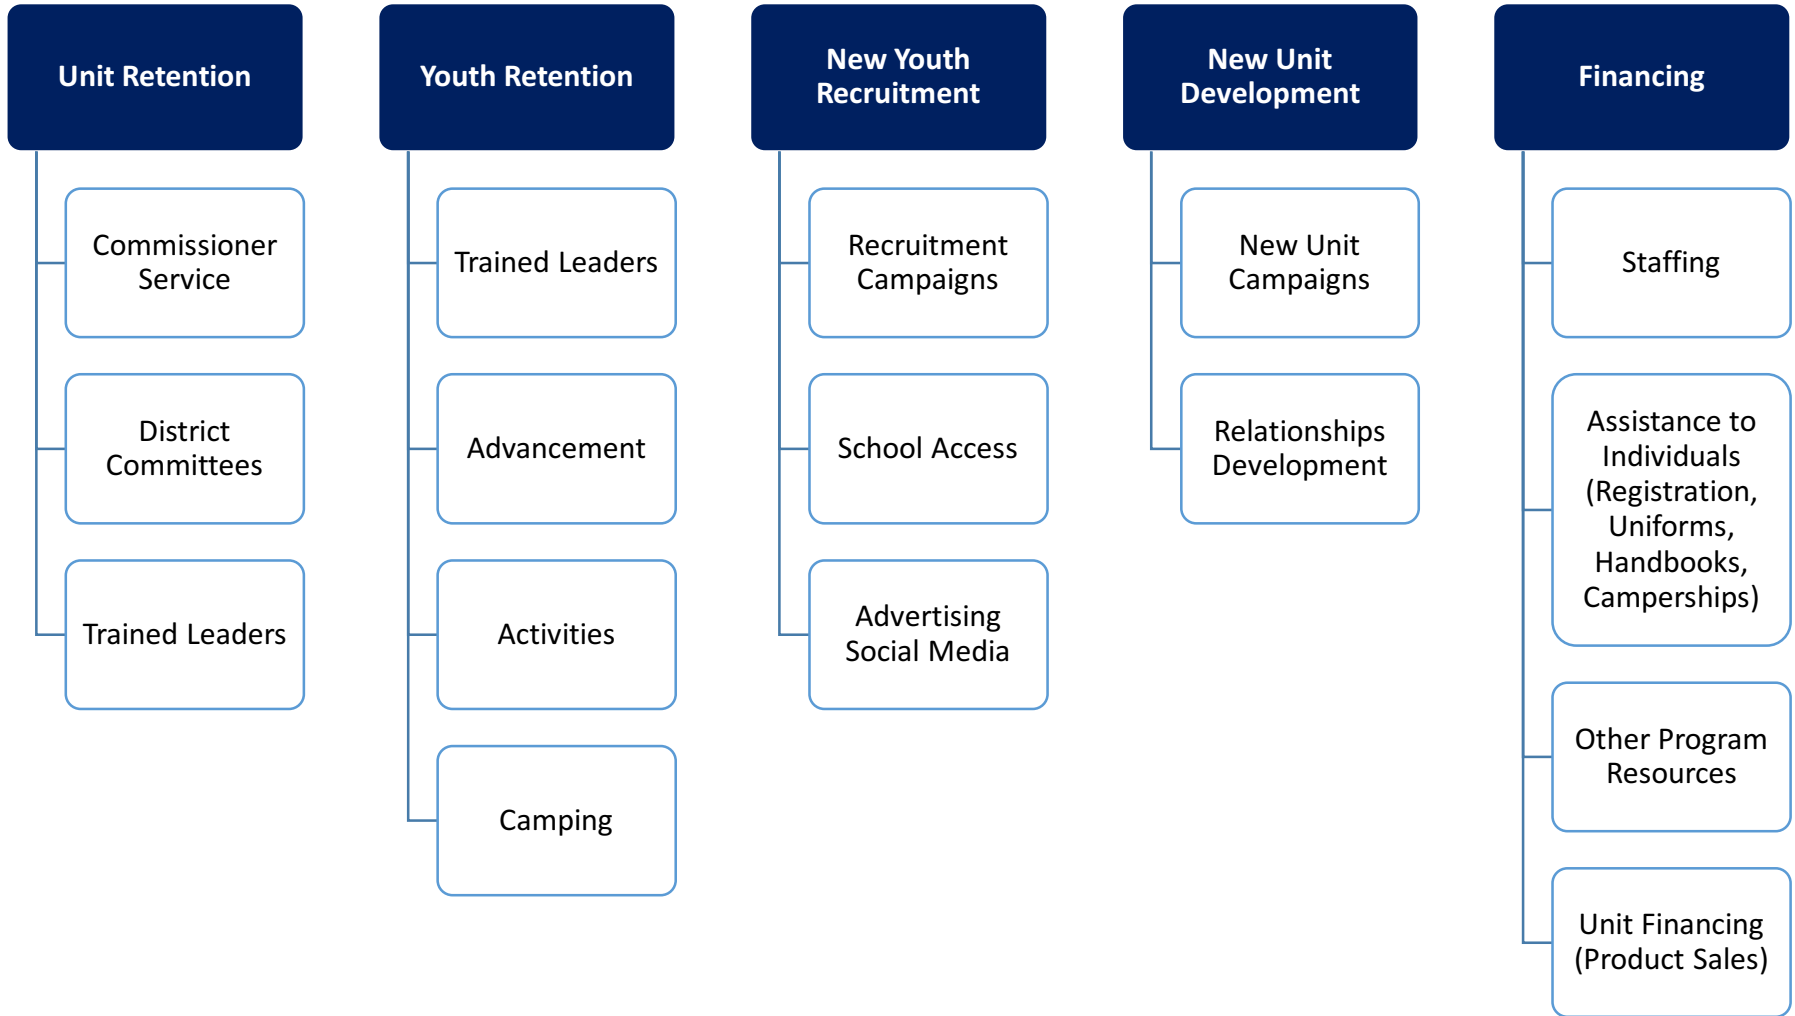 Unit Retention
Commissioner
Service
District
Committees
Trained Leaders
Youth Retention
Trained Leaders
Advancement
Activities
Camping
New Youth
Recruitment
Recruitment
Campaigns
School Access
Advertising
Social Media
New Unit
Development
New Unit
Campaigns
Relationships
Development
Financing
Staffing
Assistance to
Individuals
(Registration,
Uniforms,
Handbooks,
Camperships)
Other Program
Resources
Unit Financing
(Product Sales)